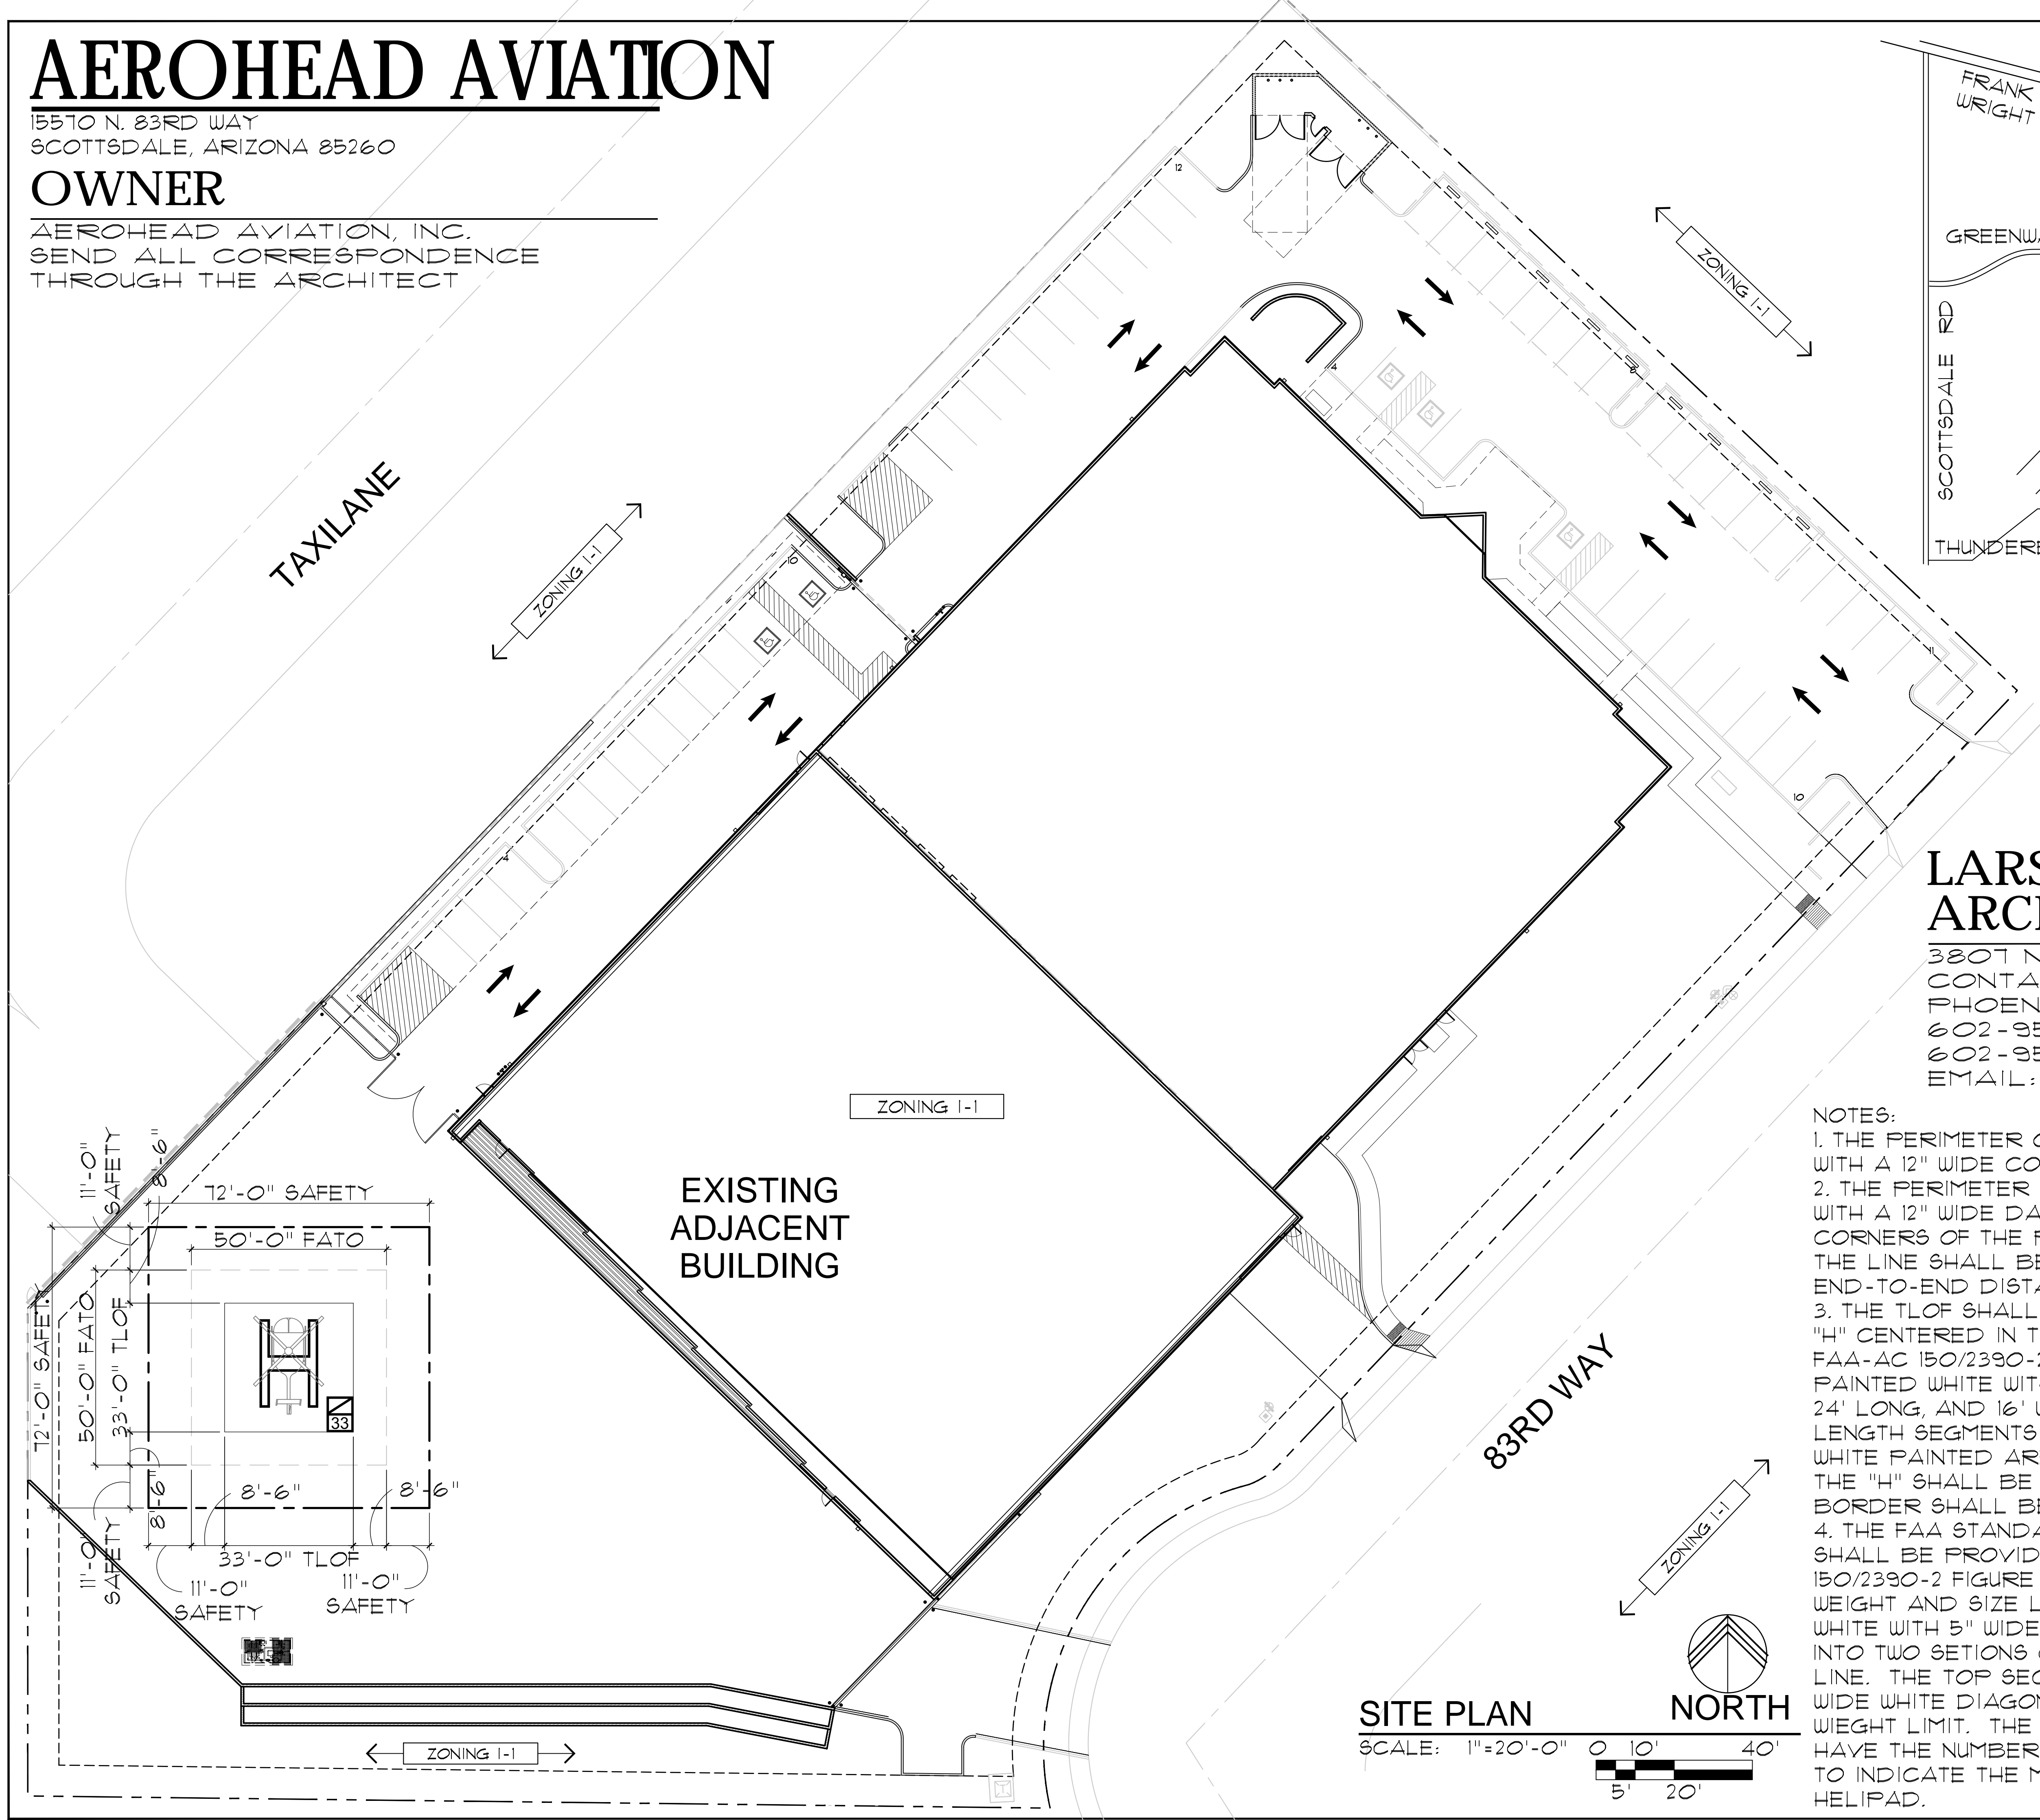 AEROHEAD AVIATION
15570 N. 83RD WAY
SCOTTSDALE, ARIZONA 85260
OWNER
AEROHEAD AVIATION, INC.
SEND ALL CORRESPONDENCE
THROUGH THE ARCHITECT
FRANK
WRIGHT
GREENWA
SCOTTSDALE RD
THUNDERB
ZONING I-1
TAXILANE
ZONING I-1
12
4
8
10
11
10
14
LARS
ARCH
3807 N
CONTA
PHOEN
602-95
602-95
EMAIL:
ZONING I-1
EXISTING
ADJACENT
BUILDING
11'-0"
SAFETY
8'-6"
72'-0" SAFETY
50'-0" FATO
72'-0" SAFET
50'-0" FATO
33'-0" TLOF
33
8'-6"
8'-6"
8'-6"
33'-0" TLOF
11'-0"
SAFETY
11'-0"
SAFETY
11'-0"
SAFETY
83RD WAY
ZONING I-1
ZONING I-1
NOTES:
1. THE PERIMETER O
WITH A 12" WIDE CO
2. THE PERIMETER
WITH A 12" WIDE DA
CORNERS OF THE F
THE LINE SHALL BE
END-TO-END DISTA
3. THE TLOF SHALL
"H" CENTERED IN T
FAA-AC 150/2390-2
PAINTED WHITE WIT
24' LONG, AND 16' W
LENGTH SEGMENTS
WHITE PAINTED AR
THE "H" SHALL BE
BORDER SHALL BE
4. THE FAA STANDA
SHALL BE PROVID
150/2390-2 FIGURE
WEIGHT AND SIZE L
WHITE WITH 5" WIDE
INTO TWO SETIONS
LINE. THE TOP SEC
WIDE WHITE DIAGON
WIEGHT LIMIT. THE
HAVE THE NUMBER
TO INDICATE THE M
HELIPAD.
NORTH
SITE PLAN
SCALE: 1"=20'-0"
0 10' 40'
5' 20'